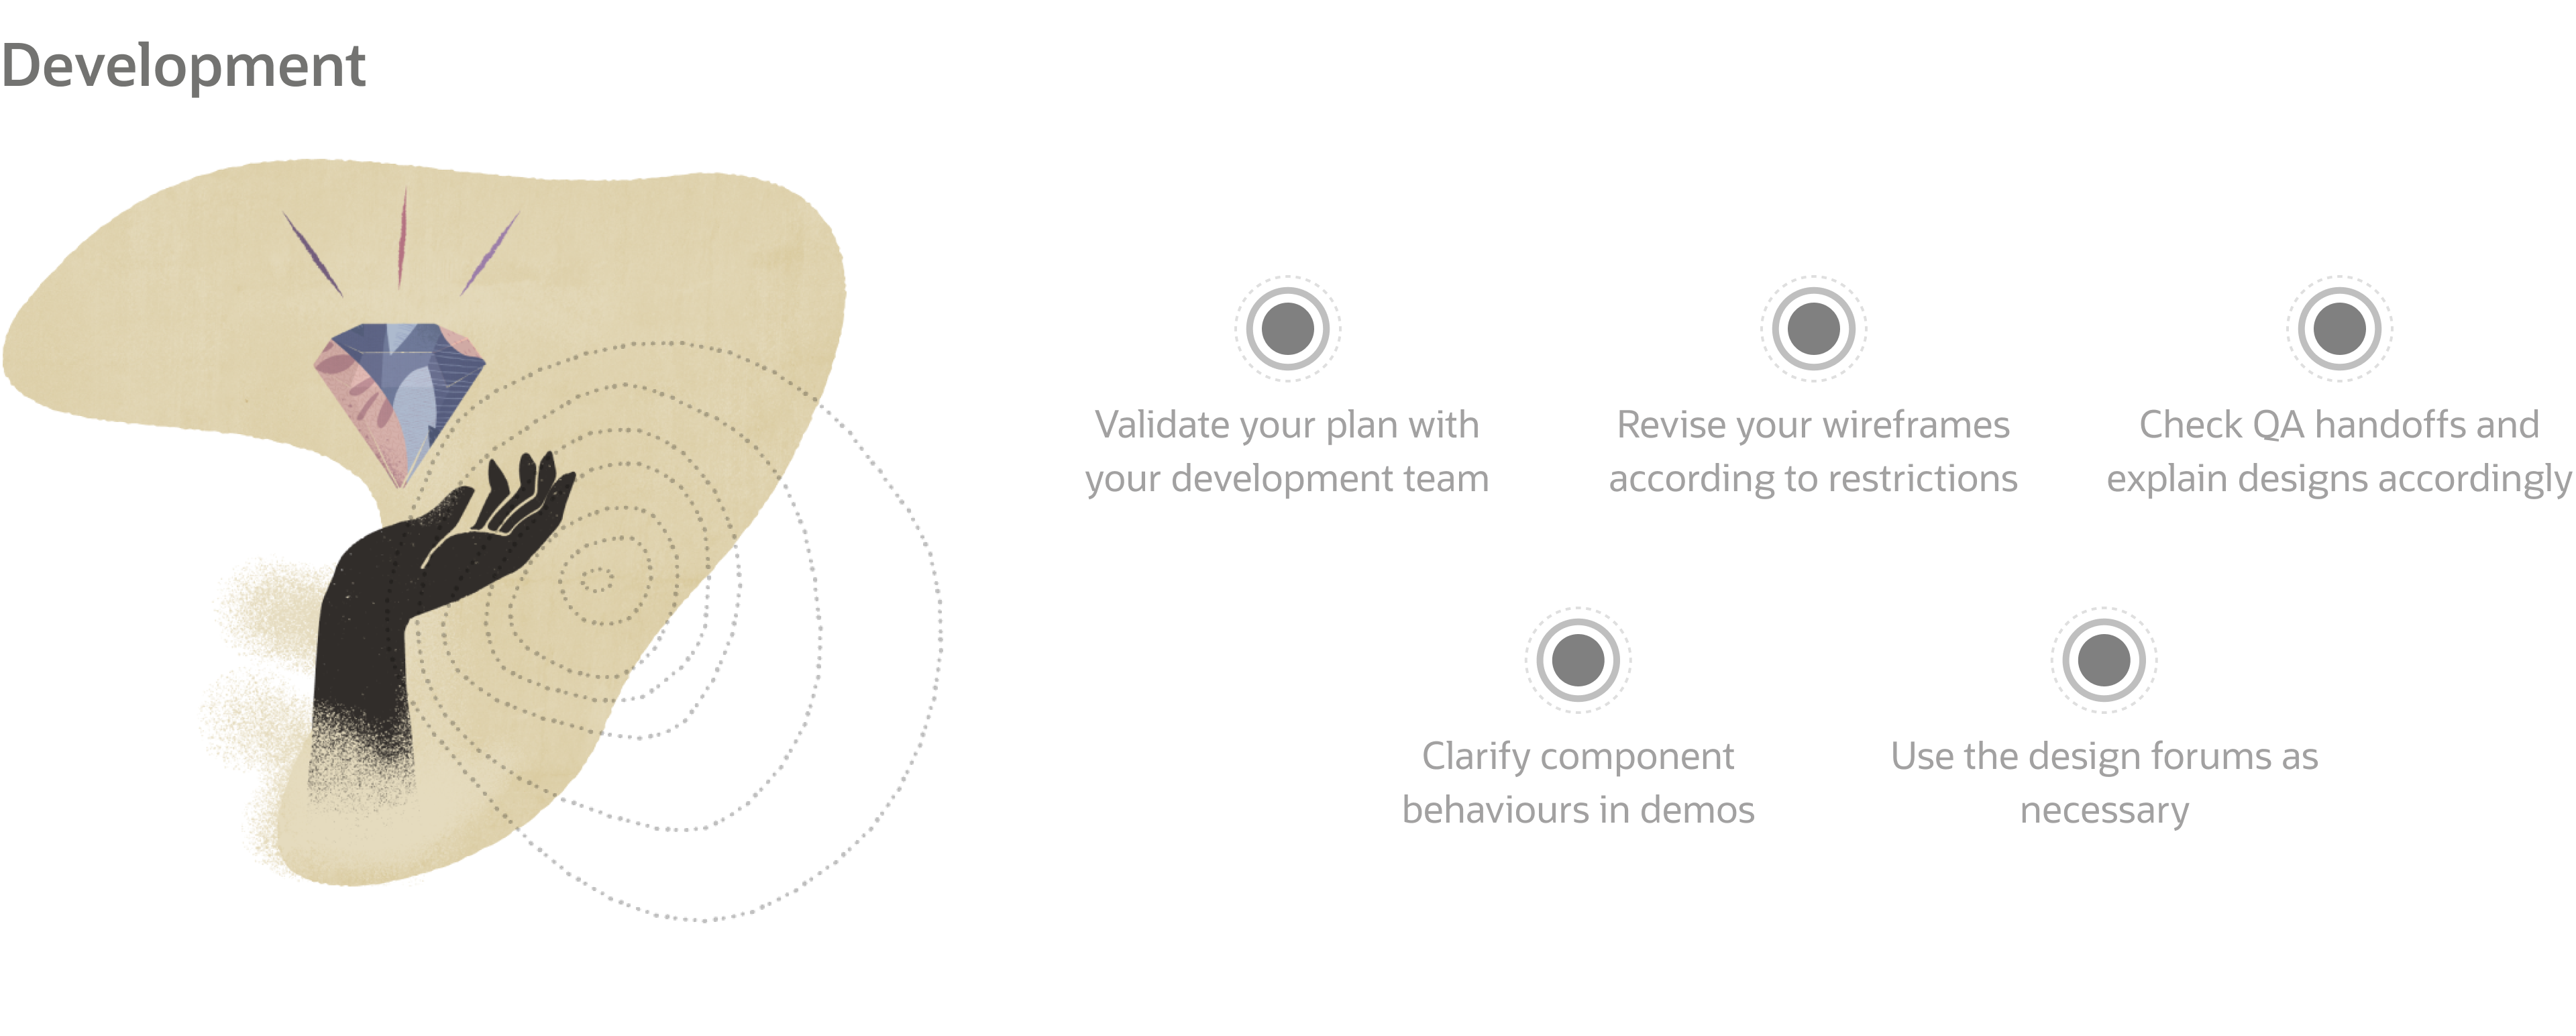 Development
Validate your plan with
your development team
Revise your wireframes
according to restrictions
Check QA handoffs and
explain designs accordingly
Clarify component
behaviours in demos
Use the design forums as
necessary